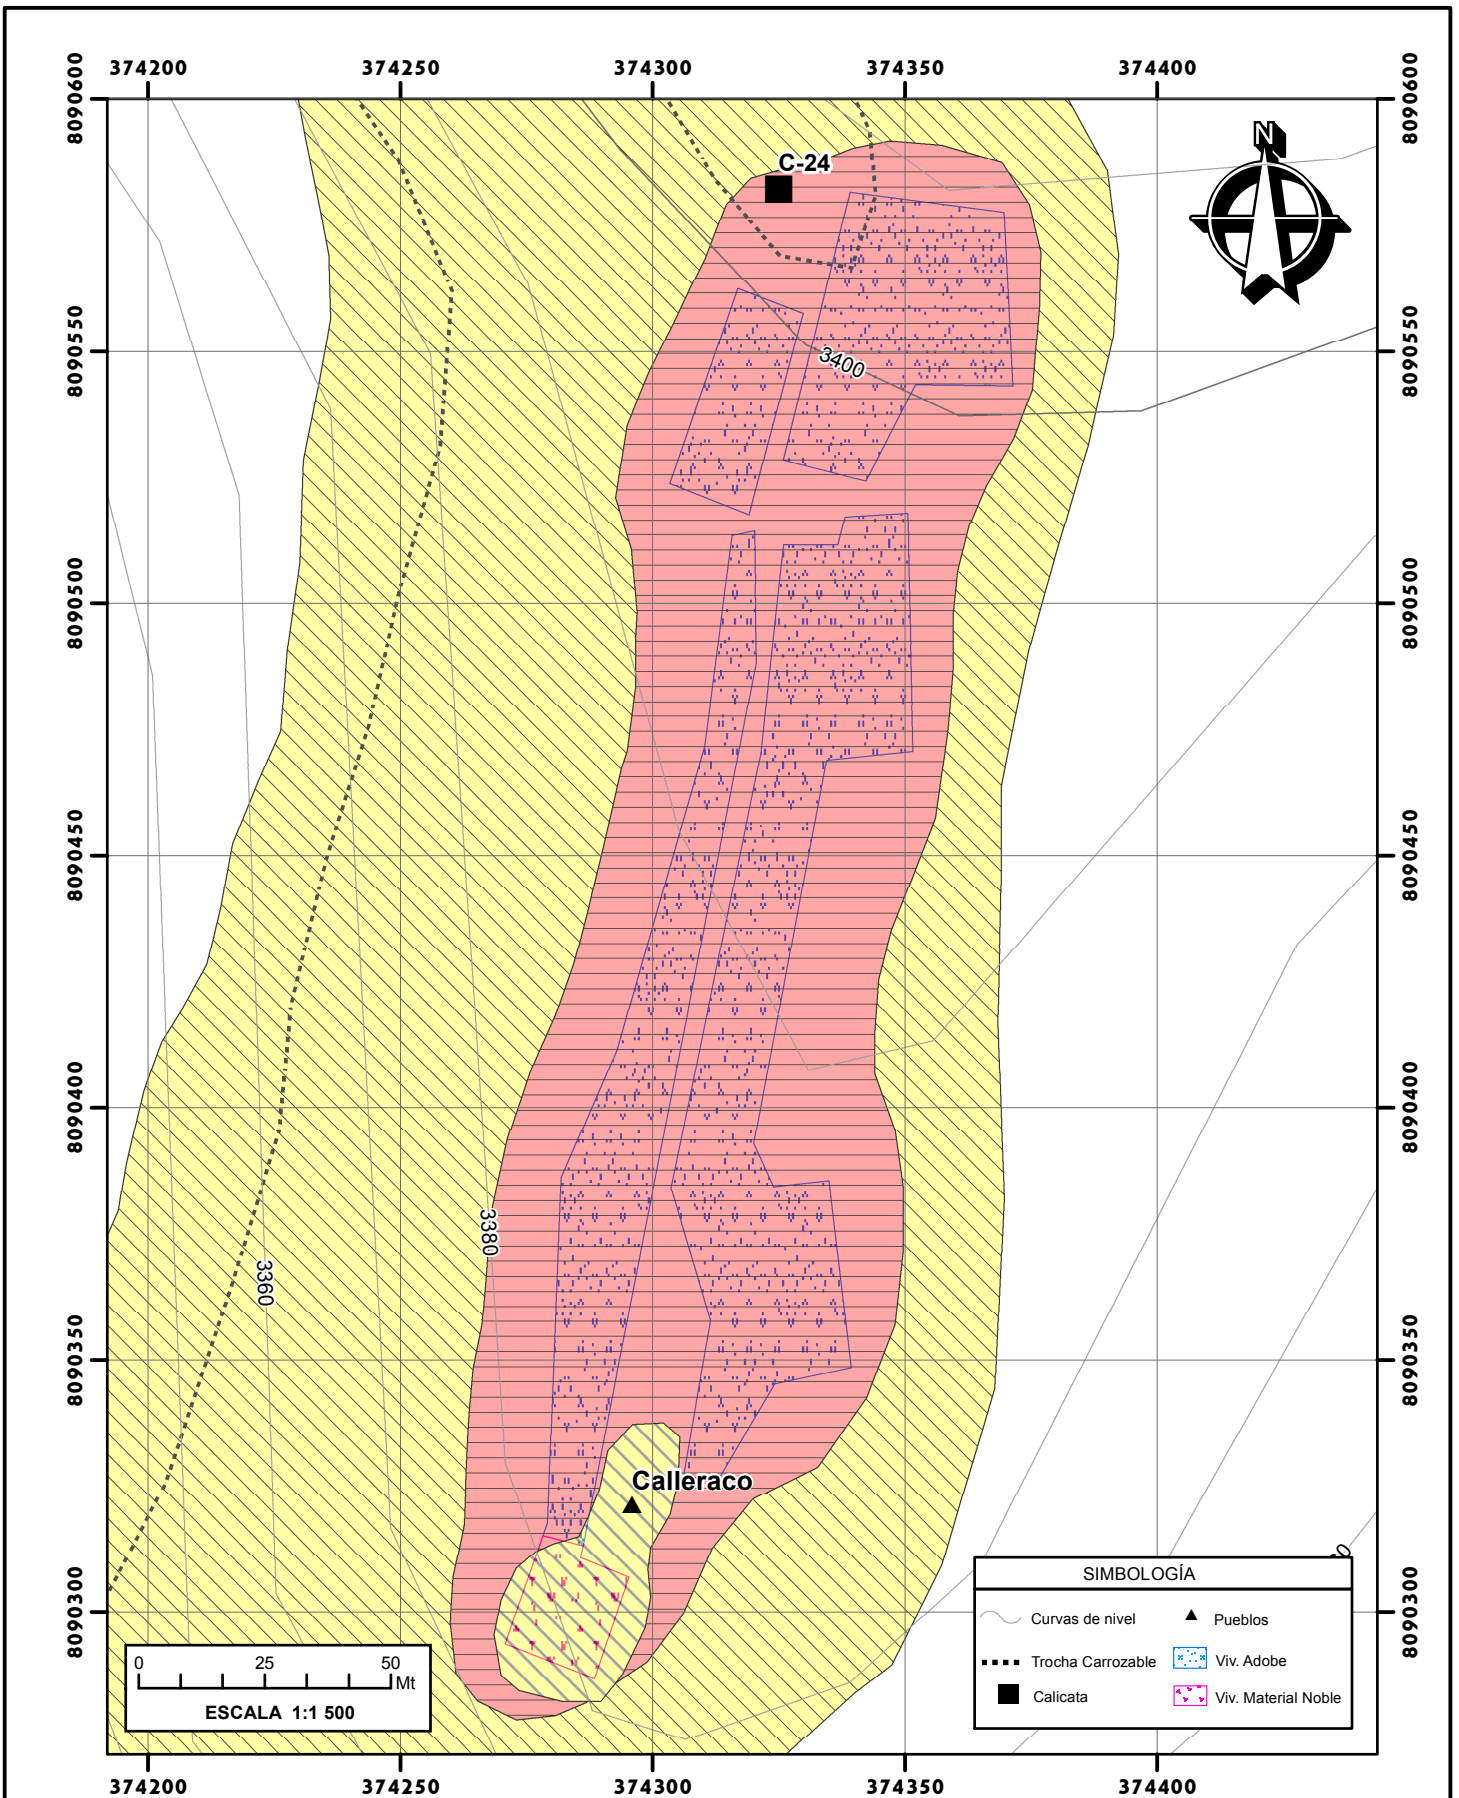 374200 374250 374300 374350 374400
8090600 8090600
N
C-24
8090550 8090550
3400
8090500 8090500
8090450 8090450
8090400 8090400
3380
3360
8090350 8090350
Calleraco
8090300 8090300
SIMBOLOGÍA
Curvas de nivel
Pueblos
Trocha Carrozable
Viv. Adobe
Calicata
Viv. Material Noble
0 25 50
Mt
ESCALA 1:1 500
374200 374250 374300 374350 374400